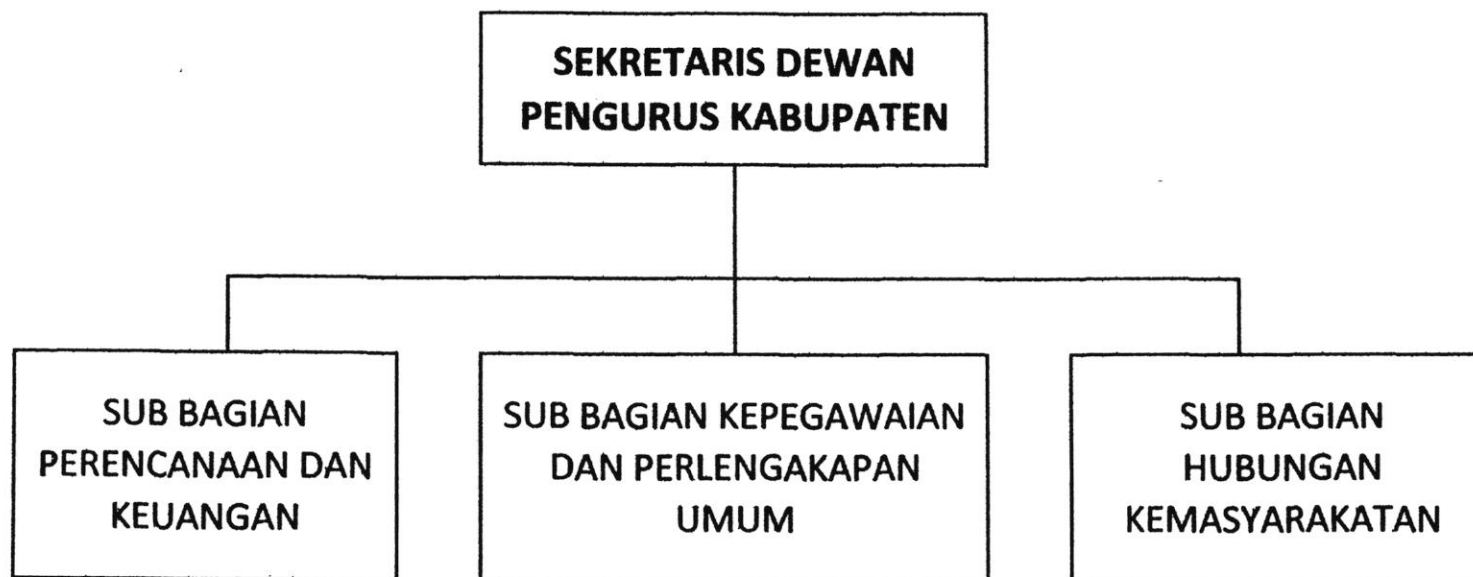 SEKRETARIS DEWAN
PENGURUS KABUPATEN
SUB BAGIAN
PERENCANAAN DAN
KEUANGAN
SUB BAGIAN KEPEGAWAIAN
DAN PERLENGAKAPAN
UMUM
SUB BAGIAN
HUBUNGAN
KEMASYARAKATAN